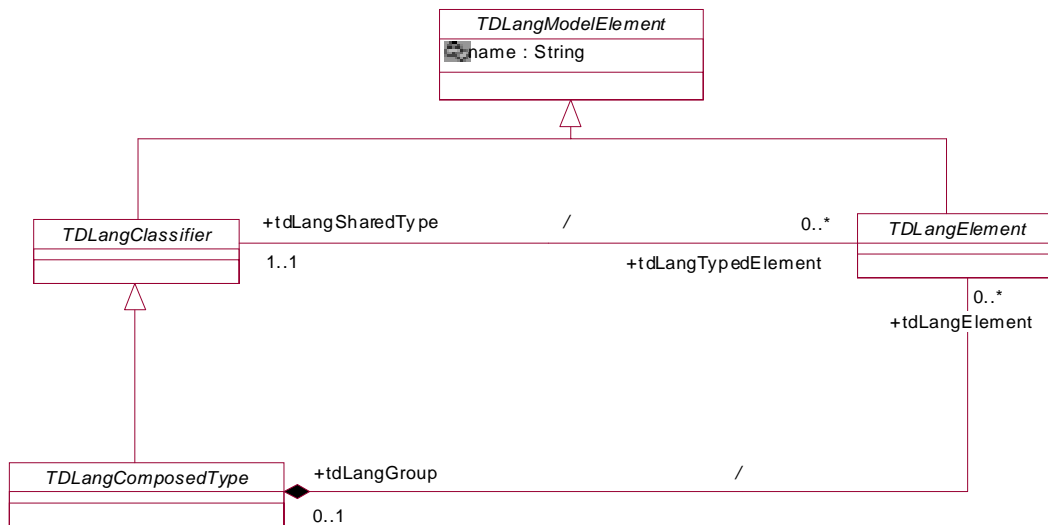 TDLangModelElement
name : String
+tdLangSharedType / 0..*
TDLangClassifier
TDLangElement
1..1
+tdLangTypedElement
0..*
+tdLangElement
TDLangComposedType
+tdLangGroup /
0..1